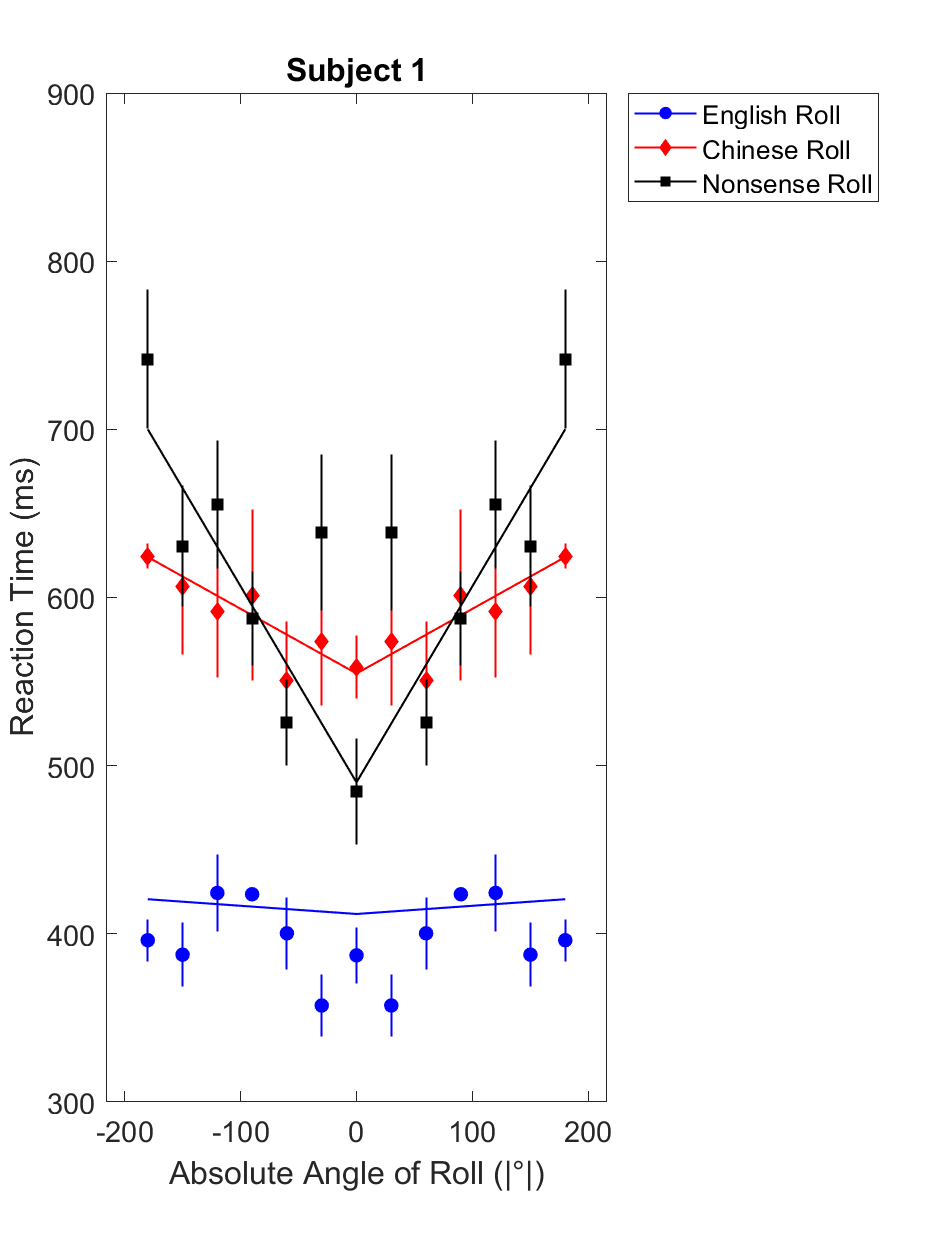 Subject 1
900
800
700
600
500
400
300
Reaction Time (ms)
-200 -100 0 100 200
Absolute Angle of Roll (|°|)
English Roll
Chinese Roll
Nonsense Roll